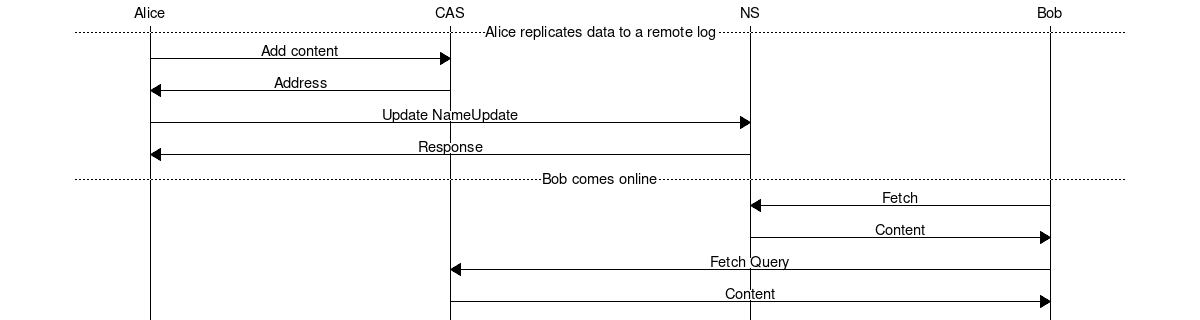 Alice CAS NS Bob
Alice replicates data to a remote log
Add content
Address
Update NameUpdate
Response
Bob comes online
Fetch
Content
Fetch Query
Content